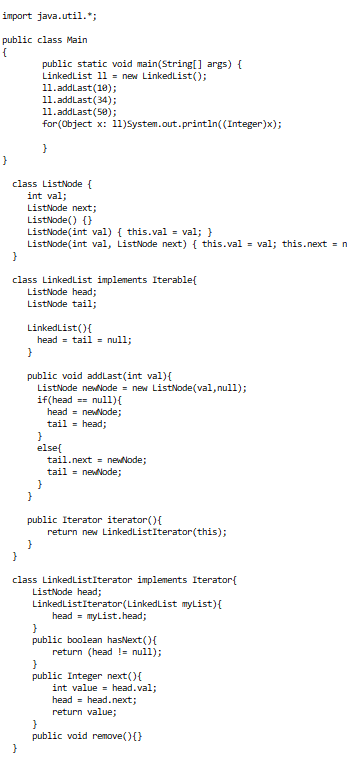 import java.util.*;

public class Main
{
        public static void main(String[] args) {
        LinkedList ll = new LinkedList();
        ll.addLast(10);
        ll.addLast(34);
        ll.addLast(50);
        for(Object x: ll)System.out.println((Integer)x);

        }
}

  class ListNode {
     int val;
     ListNode next;
     ListNode() {}
     ListNode(int val) { this.val = val; }
     ListNode(int val, ListNode next) { this.val = val; this.next = n
  }

  class LinkedList implements Iterable{
     ListNode head;
     ListNode tail;

     LinkedList(){
       head = tail = null;
     }

     public void addLast(int val){
       ListNode newNode = new ListNode(val,null);
       if(head == null){
         head = newNode;
         tail = head;
       }
       else{
         tail.next = newNode;
         tail = newNode;
       }
     }

     public Iterator iterator(){
         return new LinkedListIterator(this);
     }
  }

  class LinkedListIterator implements Iterator{
      ListNode head;
      LinkedListIterator(LinkedList myList){
          head = myList.head;
      }
      public boolean hasNext(){
          return (head != null);
      }
      public Integer next(){
          int value = head.val;
          head = head.next;
          return value;
      }
      public void remove(){}
  }